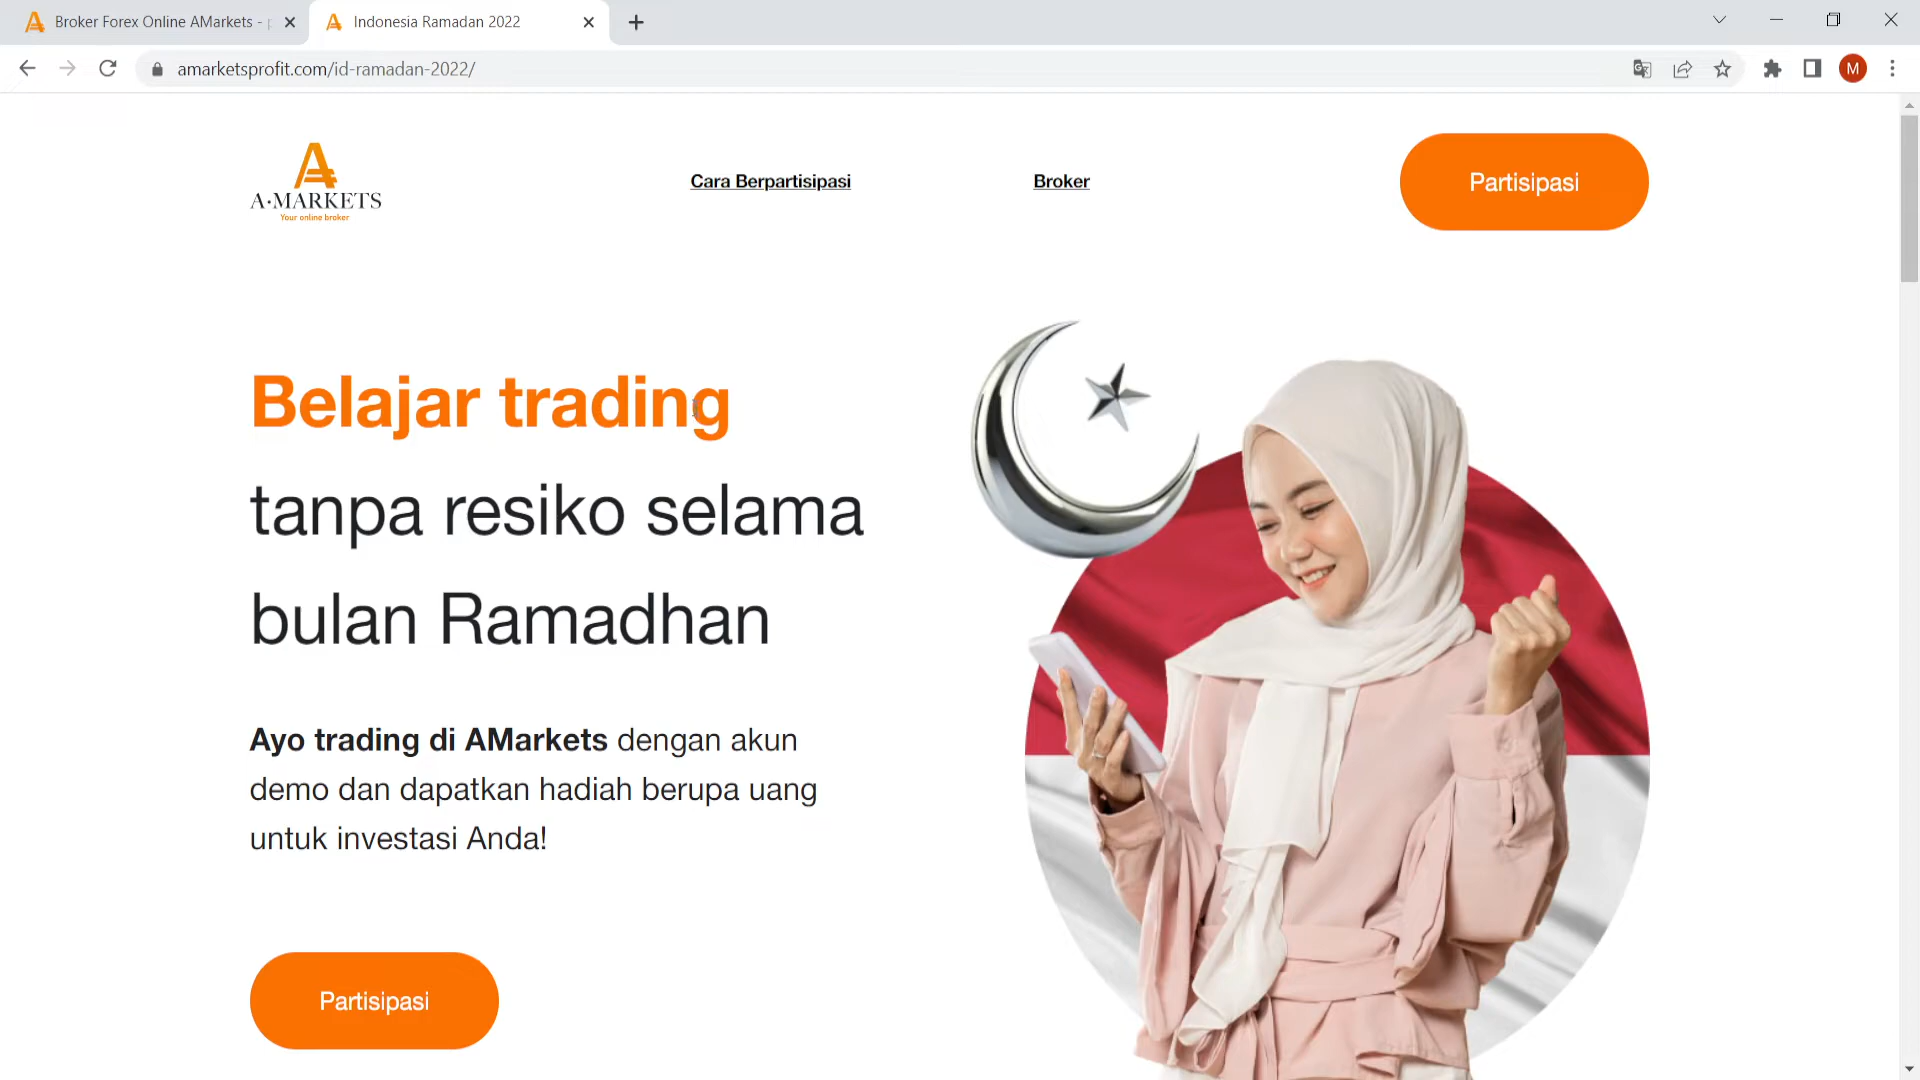 Broker Forex Online AMarkets -
Indonesia Ramadan 2022
amarketsprofit.com/id-ramadan-2022/
M
A·MARKETS
Your online broker
Cara Berpartisipasi
Broker
Partisipasi
Belajar trading
tanpa resiko selama
bulan Ramadhan
Ayo trading di AMarkets dengan akun
demo dan dapatkan hadiah berupa uang
untuk investasi Anda!
Partisipasi